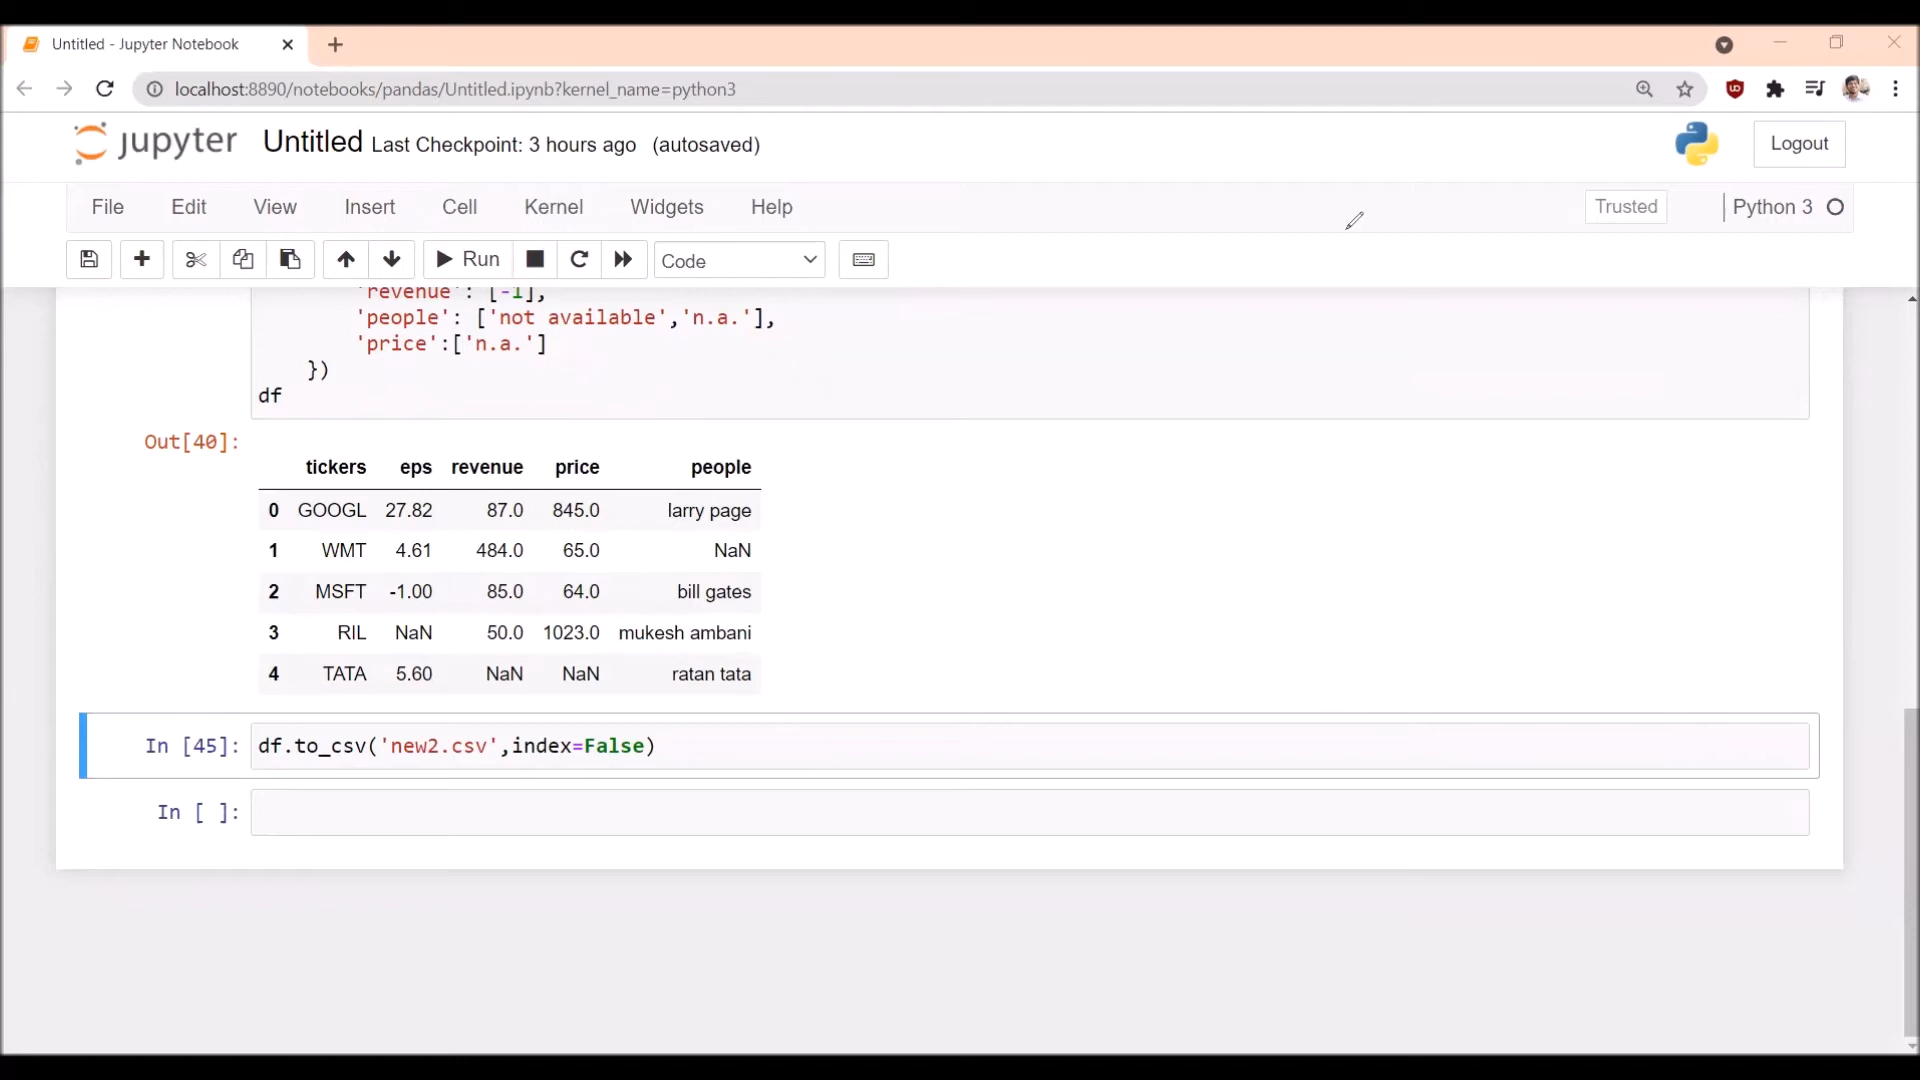 Untitled - Jupyter Notebook
localhost:8890/notebooks/pandas/Untitled.ipynb?kernel_name=python3
jupyter Untitled Last Checkpoint: 3 hours ago (autosaved)
Logout
File Edit View Insert Cell Kernel Widgets Help
Trusted
Python 3
Run
Code
'revenue': [-1],
'people': ['not available','n.a.'],
'price':['n.a.']
})
df
Out[40]:
tickers eps revenue price people
0 GOOGL 27.82 87.0 845.0 larry page
1 WMT 4.61 484.0 65.0 NaN
2 MSFT -1.00 85.0 64.0 bill gates
3 RIL NaN 50.0 1023.0 mukesh ambani
4 TATA 5.60 NaN NaN ratan tata
In [45]: df.to_csv('new2.csv',index=False)
In [ ]: